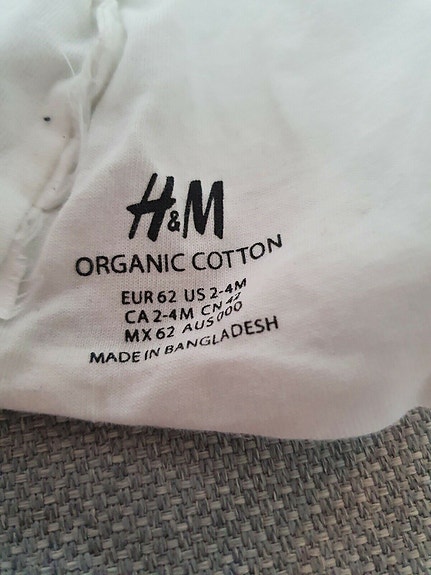 H&M
ORGANIC COTTON
EUR 62 US 2-4M
CA 2-4M CN 42
MX 62 AUS 000
MADE IN BANGLADESH